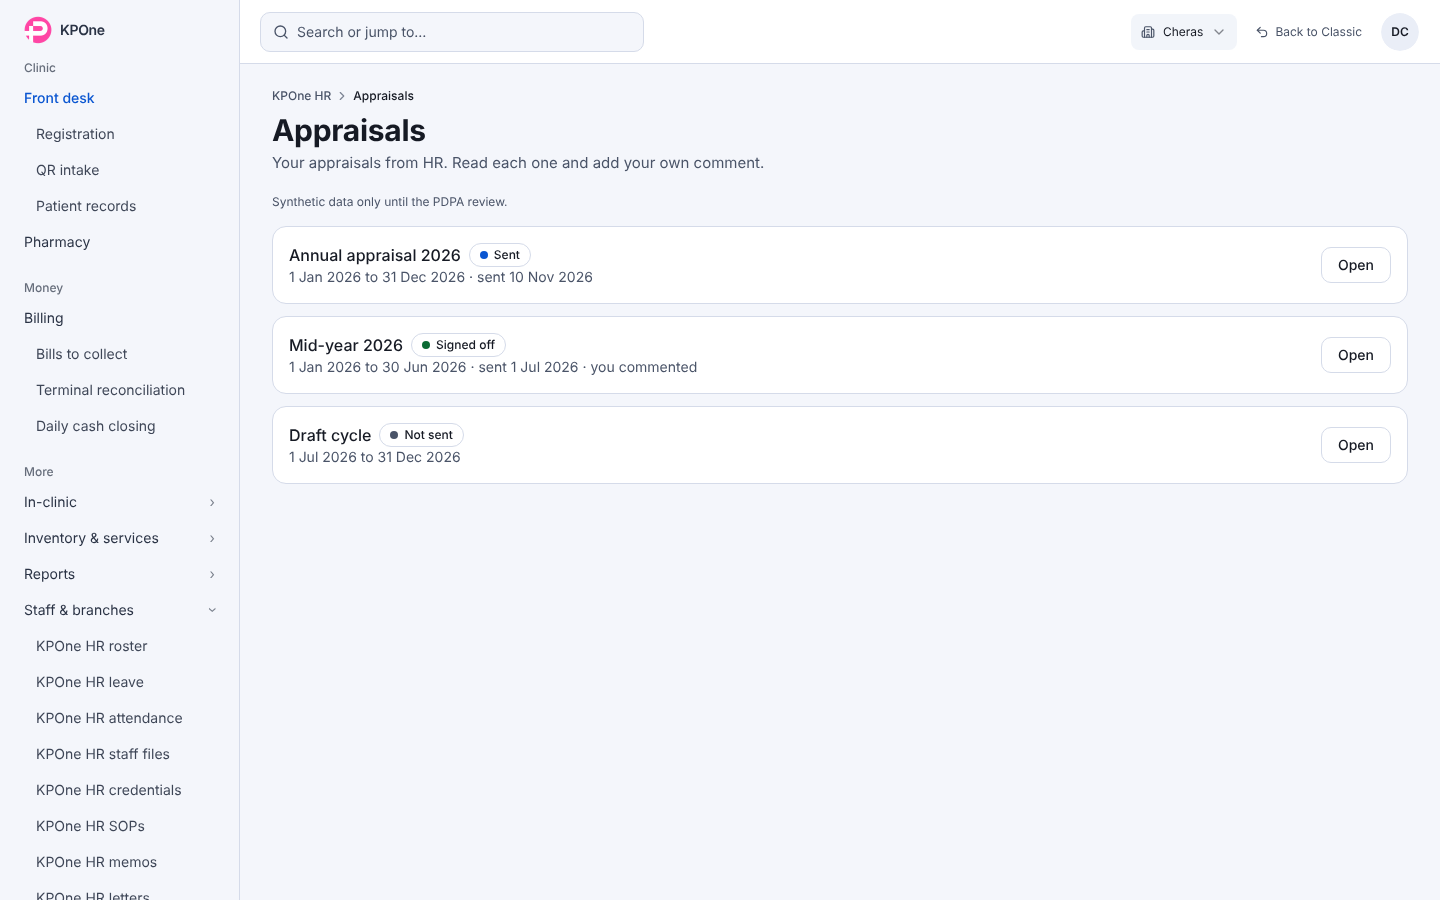 KPOne
Clinic
Front desk
Registration
QR intake
Patient records
Pharmacy
Money
Billing
Bills to collect
Terminal reconciliation
Daily cash closing
More
In-clinic
Inventory & services
Reports
Staff & branches
KPOne HR roster
KPOne HR leave
KPOne HR attendance
KPOne HR staff files
KPOne HR credentials
KPOne HR SOPs
KPOne HR memos
KPOne HR letters
Search or jump to...
Cheras
Back to Classic
DC
KPOne HR > Appraisals
Appraisals
Your appraisals from HR. Read each one and add your own comment.
Synthetic data only until the PDPA review.
Annual appraisal 2026 Sent
1 Jan 2026 to 31 Dec 2026 · sent 10 Nov 2026
Open
Mid-year 2026 Signed off
1 Jan 2026 to 30 Jun 2026 · sent 1 Jul 2026 · you commented
Open
Draft cycle Not sent
1 Jul 2026 to 31 Dec 2026
Open